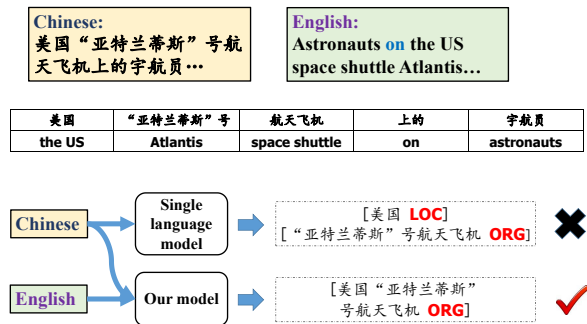 Chinese:
美国“亚特兰蒂斯”号航
天飞机上的宇航员…
English:
Astronauts on the US
space shuttle Atlantis…
美国 “亚特兰蒂斯”号 航天飞机 上的 宇航员
the US Atlantis space shuttle on astronauts
Chinese
Single
language
model
[美国 LOC]
[“亚特兰蒂斯”号航天飞机 ORG]
English
Our model
[美国“亚特兰蒂斯”
号航天飞机 ORG]